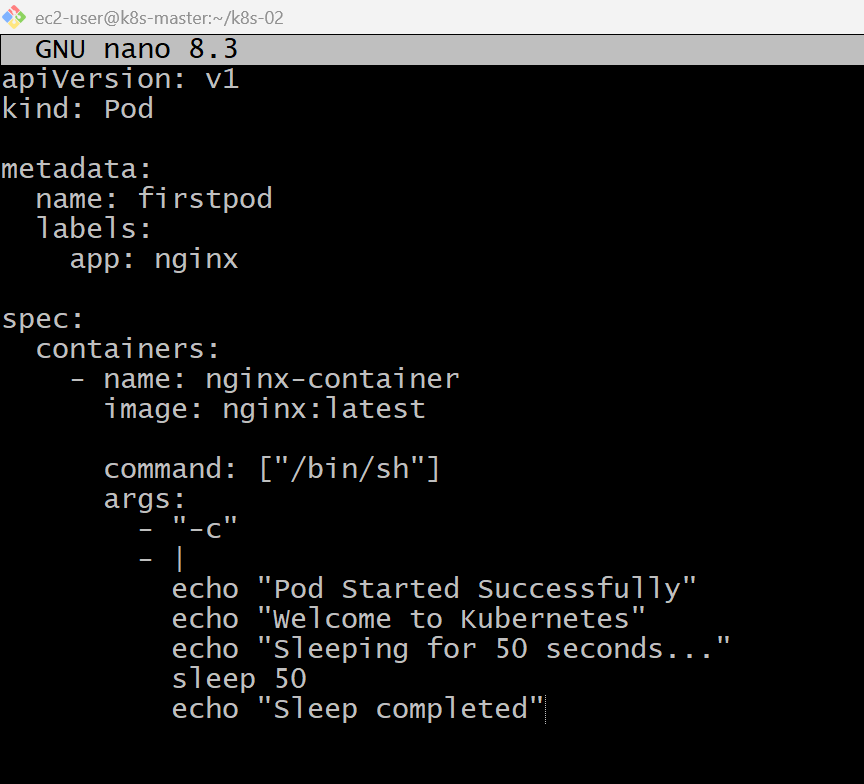 ec2-user@k8s-master:~/k8s-02
GNU nano 8.3
apiVersion: v1
kind: Pod
metadata:
  name: firstpod
  labels:
    app: nginx
spec:
  containers:
    - name: nginx-container
      image: nginx:latest
      command: ["/bin/sh"]
      args:
        - "-c"
        - |
          echo "Pod Started Successfully"
          echo "Welcome to Kubernetes"
          echo "Sleeping for 50 seconds..."
          sleep 50
          echo "Sleep completed"